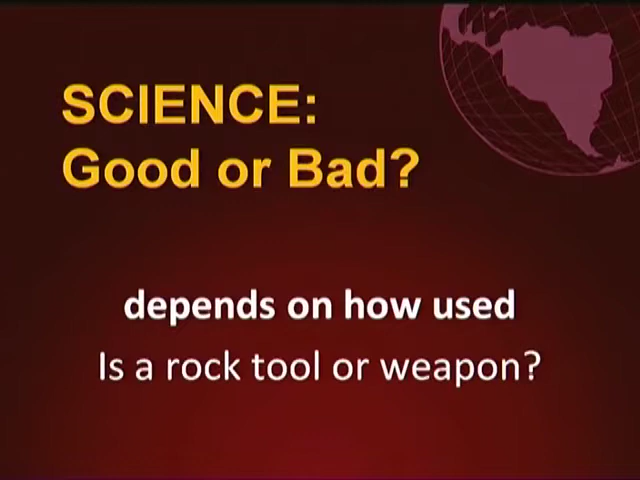 SCIENCE:
Good or Bad?
depends on how used
Is a rock tool or weapon?